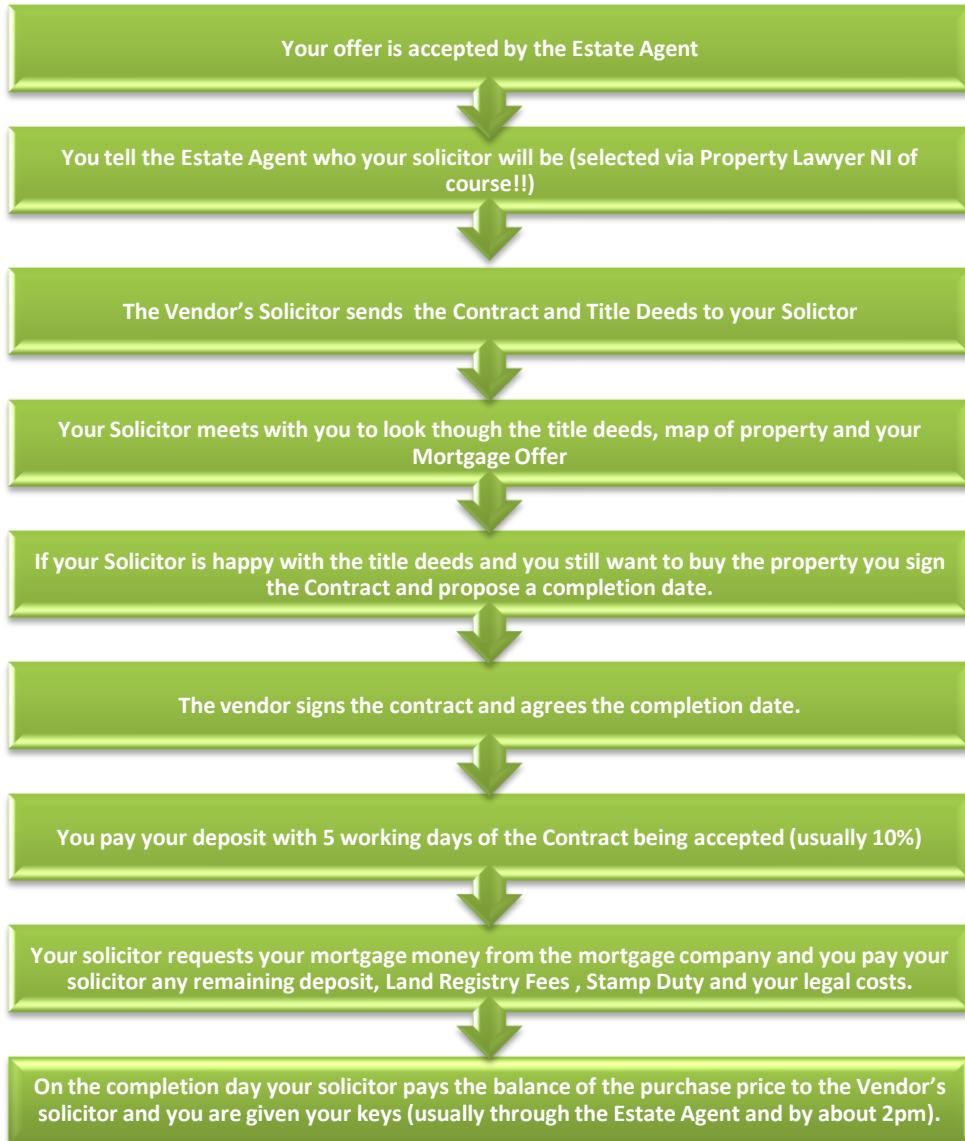 Your offer is accepted by the Estate Agent
You tell the Estate Agent who your solicitor will be (selected via Property Lawyer NI of
course!!)
The Vendor’s Solicitor sends  the Contract and Title Deeds to your Solictor
Your Solicitor meets with you to look though the title deeds, map of property and your
Mortgage Offer
If your Solicitor is happy with the title deeds and you still want to buy the property you sign
the Contract and propose a completion date.
The vendor signs the contract and agrees the completion date.
You pay your deposit with 5 working days of the Contract being accepted (usually 10%)
Your solicitor requests your mortgage money from the mortgage company and you pay your
solicitor any remaining deposit, Land Registry Fees , Stamp Duty and your legal costs.
On the completion day your solicitor pays the balance of the purchase price to the Vendor’s
solicitor and you are given your keys (usually through the Estate Agent and by about 2pm).